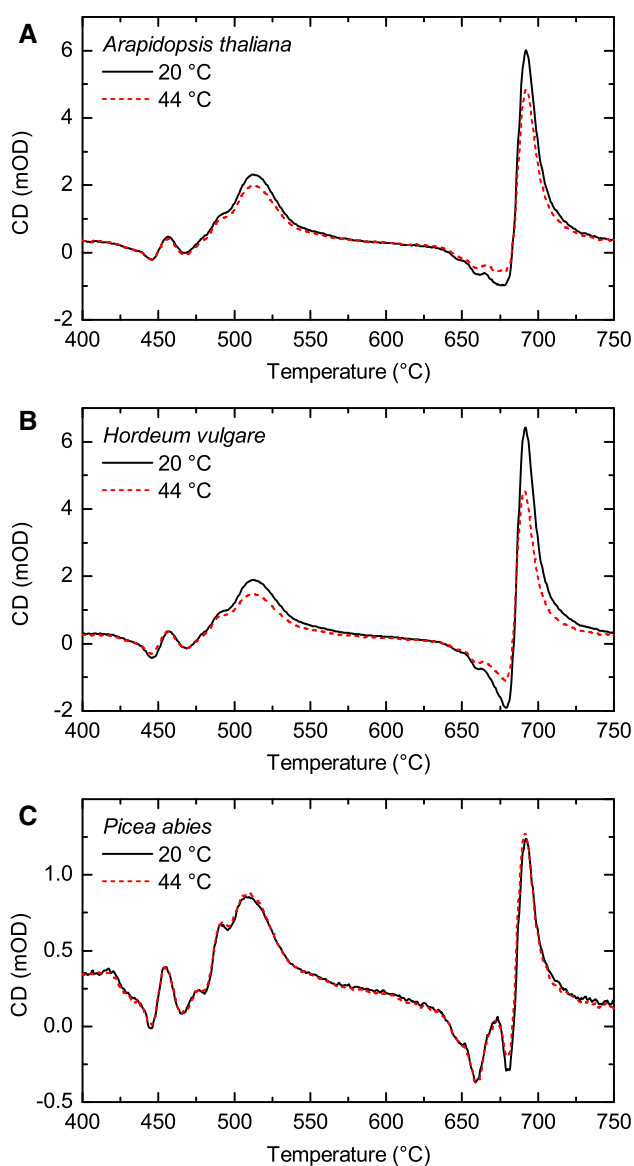 A
Arapidopsis thaliana
20 °C
44 °C
CD (mOD)
6
4
2
0
-2
400 450 500 550 600 650 700 750
Temperature (°C)
B
Hordeum vulgare
20 °C
44 °C
CD (mOD)
6
4
2
0
-2
400 450 500 550 600 650 700 750
Temperature (°C)
C
Picea abies
20 °C
44 °C
CD (mOD)
1.0
0.5
0.0
-0.5
400 450 500 550 600 650 700 750
Temperature (°C)